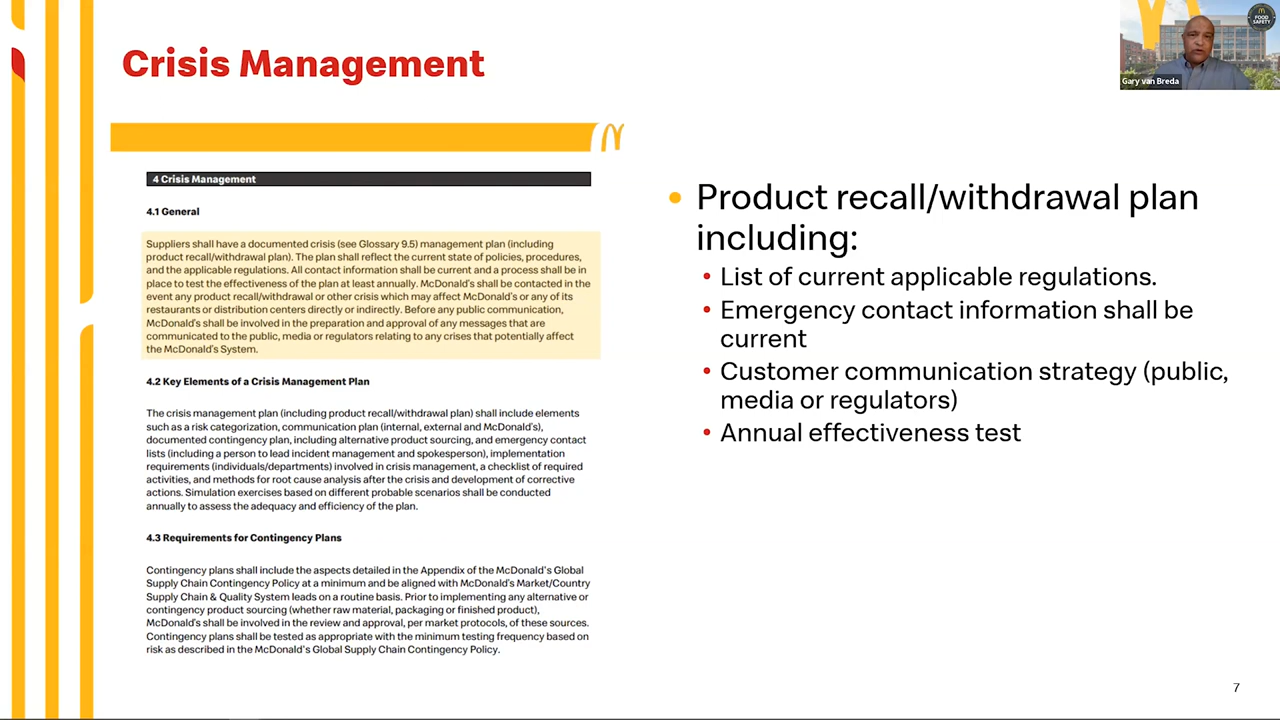 Crisis Management
FOOD
SAFETY
Gary van Breda
4 Crisis Management
4.1 General
Suppliers shall have a documented crisis (see Glossary 9.5) management plan (including
product recall/withdrawal plan). The plan shall reflect the current state of policies, procedures,
and the applicable regulations. All contact information shall be current and a process shall be in
place to test the effectiveness of the plan at least annually. McDonald's shall be contacted in the
event any product recall/withdrawal or other crisis which may affect McDonald's or any of its
restaurants or distribution centers directly or indirectly. Before any public communication,
McDonald's shall be involved in the preparation and approval of any messages that are
communicated to the public, media or regulators relating to any crises that potentially affect
the McDonald's System.
4.2 Key Elements of a Crisis Management Plan
The crisis management plan (including product recall/withdrawal plan) shall include elements
such as a risk categorization, communication plan (internal, external and McDonald's),
documented contingency plan, including alternative product sourcing, and emergency contact
lists (including a person to lead incident management and spokesperson), implementation
requirements (individuals/departments) involved in crisis management, a checklist of required
activities, and methods for root cause analysis after the crisis and development of corrective
actions. Simulation exercises based on different probable scenarios shall be conducted
annually to assess the adequacy and efficiency of the plan.
4.3 Requirements for Contingency Plans
Contingency plans shall include the aspects detailed in the Appendix of the McDonald's Global
Supply Chain Contingency Policy at a minimum and be aligned with McDonald's Market/Country
Supply Chain & Quality System leads on a routine basis. Prior to implementing any alternative or
contingency product sourcing (whether raw material, packaging or finished product),
McDonald's shall be involved in the review and approval, per market protocols, of these sources.
Contingency plans shall be tested as appropriate with the minimum testing frequency based on
risk as described in the McDonald's Global Supply Chain Contingency Policy.
• Product recall/withdrawal plan
including:
• List of current applicable regulations.
• Emergency contact information shall be
current
• Customer communication strategy (public,
media or regulators)
• Annual effectiveness test
7